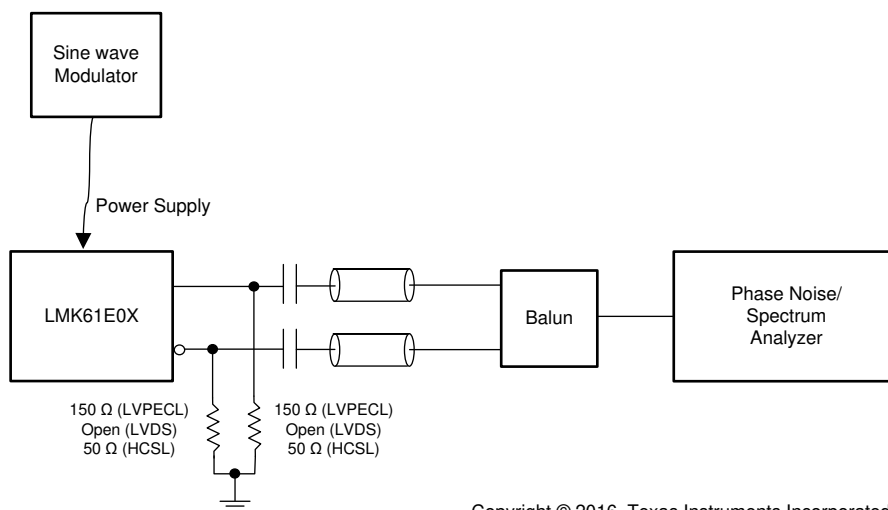 Sine wave
Modulator
Power Supply
LMK61E0X
Balun
Phase Noise/
Spectrum
Analyzer
150 Ω (LVPECL)
Open (LVDS)
50 Ω (HCSL)
150 Ω (LVPECL)
Open (LVDS)
50 Ω (HCSL)
Copyright © 2016, Texas Instruments Incorporated